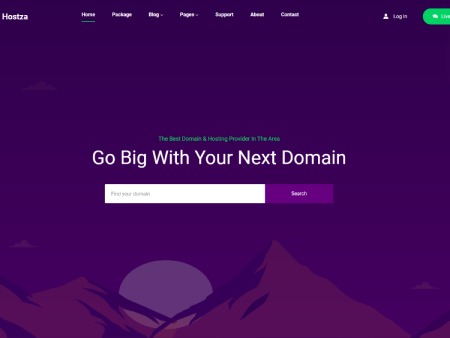 Hostza
Home Package Blog Pages Support About Contact Log In Live
The Best Domain & Hosting Provider In The Area
Go Big With Your Next Domain
Find your domain Search